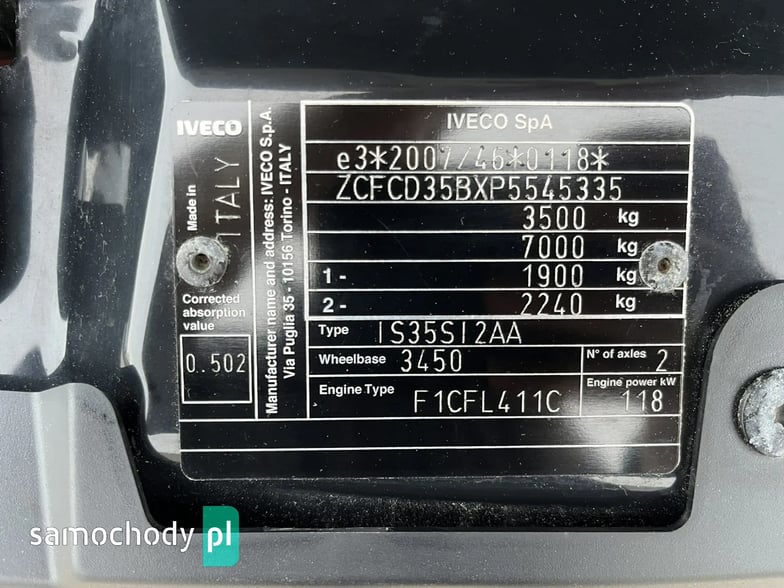 IVECO
Made in
ITALY
Corrected
absorption
value
0.502
Manufacturer name and address: IVECO S.p.A.
Via Puglia 35 - 10156 Torino - ITALY
IVECO SpA
e3*2007/46*0118*
ZCFCD35BXP5545335
3500 kg
7000 kg
1 - 1900 kg
2 - 2240 kg
Type IS35SI2AA
Wheelbase 3450 N° of axles 2
Engine Type F1CFL411C Engine power kW 118
samochody pl